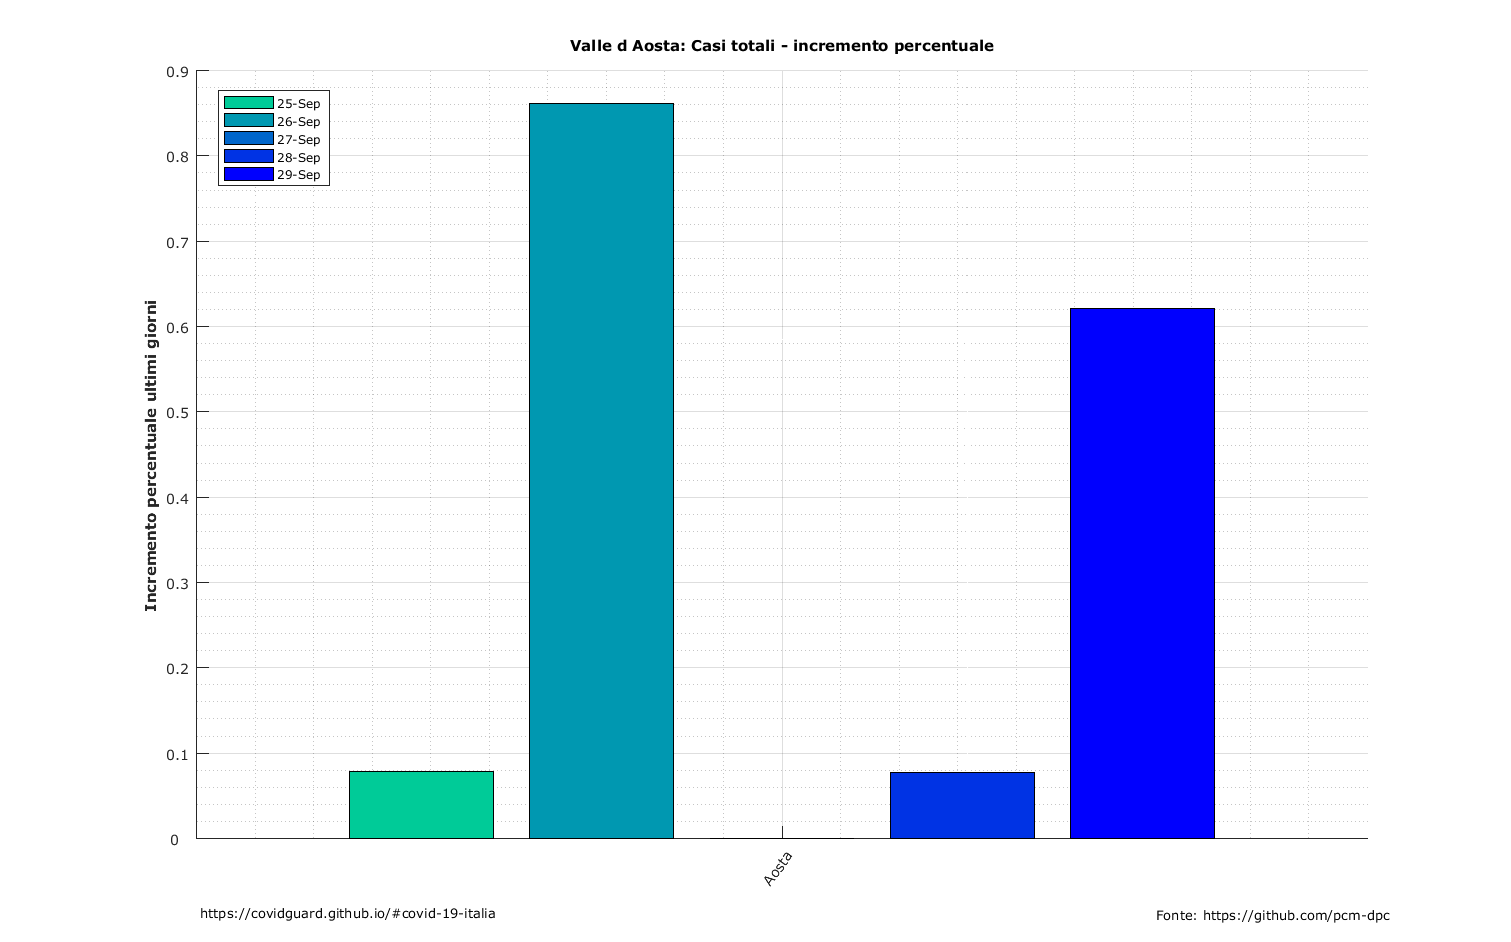 Valle d Aosta: Casi totali - incremento percentuale
0.9
0.8
0.7
0.6
0.5
0.4
0.3
0.2
0.1
0
25-Sep
26-Sep
27-Sep
28-Sep
29-Sep
Incremento percentuale ultimi giorni
Aosta
https://covidguard.github.io/#covid-19-italia
Fonte: https://github.com/pcm-dpc